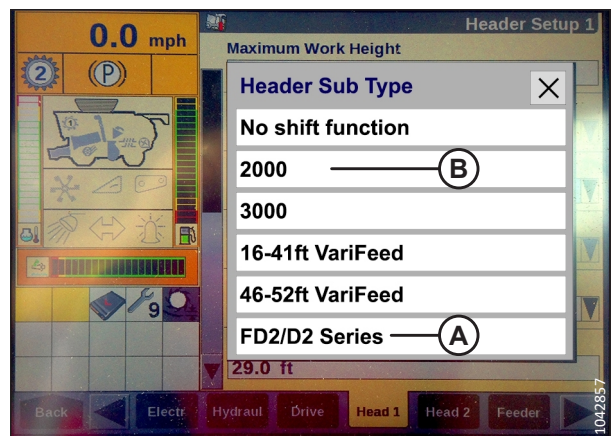 0.0 mph
Header Setup 1
Maximum Work Height
2
(P)
1
Header Sub Type
No shift function
2000
B
3000
16-41ft VariFeed
46-52ft VariFeed
FD2/D2 Series
A
9
29.0 ft
Back
Electr
Hydraul
Drive
Head 1
Head 2
Feeder
1042857